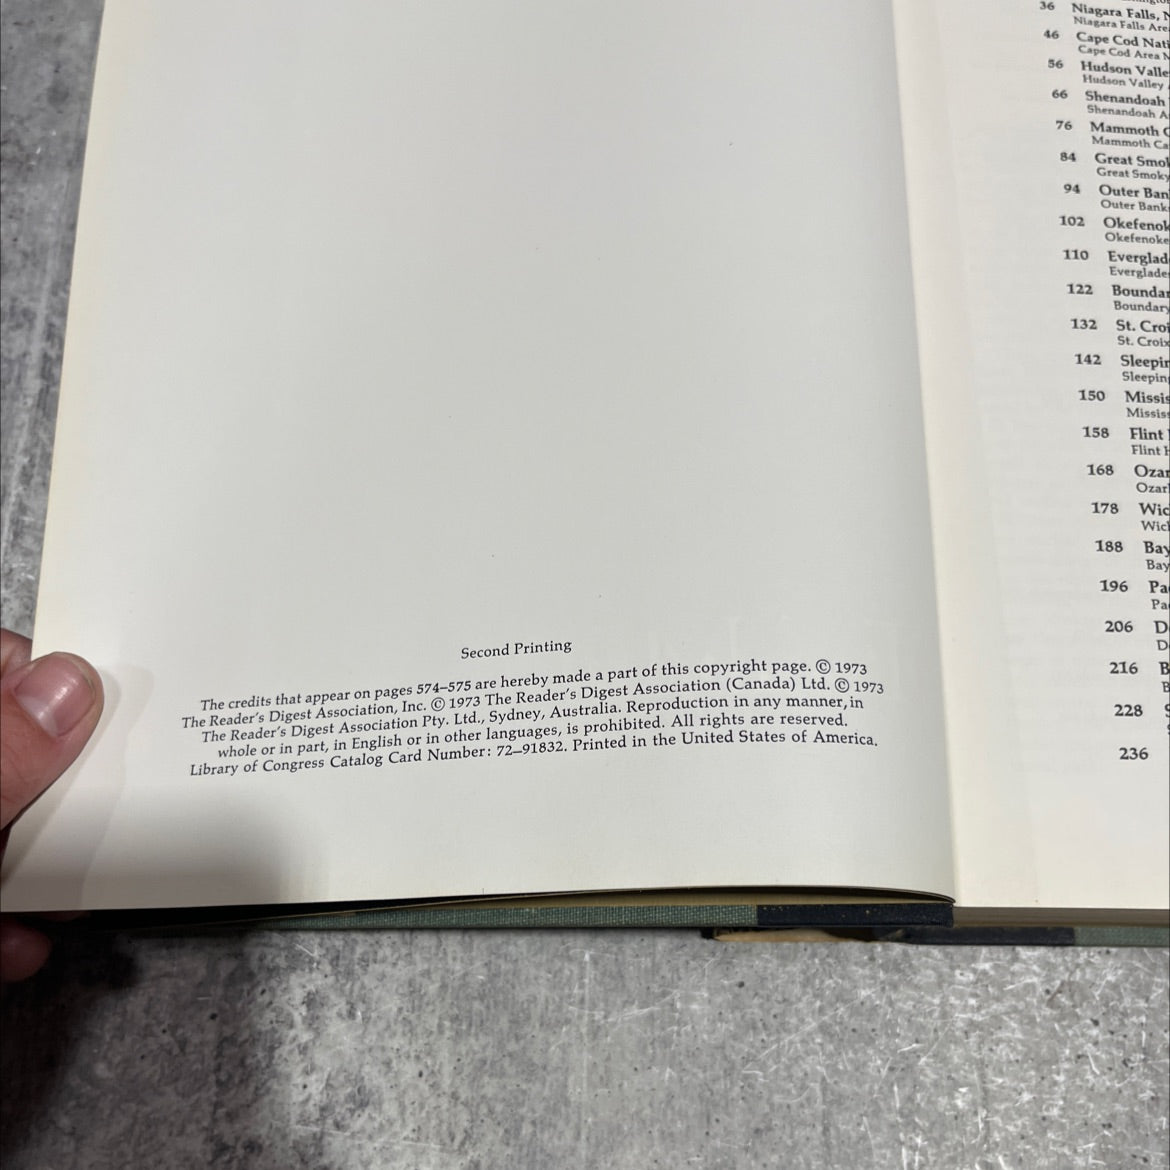 Second Printing
The credits that appear on pages 574–575 are hereby made a part of this copyright page. © 1973
The Reader's Digest Association, Inc. © 1973 The Reader's Digest Association (Canada) Ltd. © 1973
The Reader's Digest Association Pty. Ltd., Sydney, Australia. Reproduction in any manner, in
whole or in part, in English or in other languages, is prohibited. All rights are reserved.
Library of Congress Catalog Card Number: 72–91832. Printed in the United States of America.
36 Niagara Falls,
Niagara Falls
46 Cape Cod
Cape Cod Area
56 Hudson
Hudson Valley
66 Shenandoah
Shenandoah
76 Mammoth
Mammoth
84 Great
Great Smoky
94 Outer
Outer
102
110
122
Boundary
132 St.
St. Croix
142
150
158 Flint
Flint
168
178
188
196
206
216
228
236